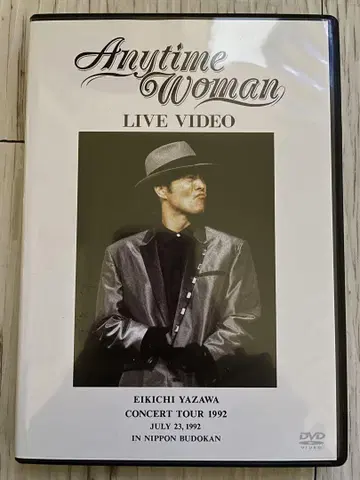 Anytime
Woman
LIVE VIDEO
EIKICHI YAZAWA
CONCERT TOUR 1992
JULY 23, 1992
IN NIPPON BUDOKAN
DVD
VIDEO